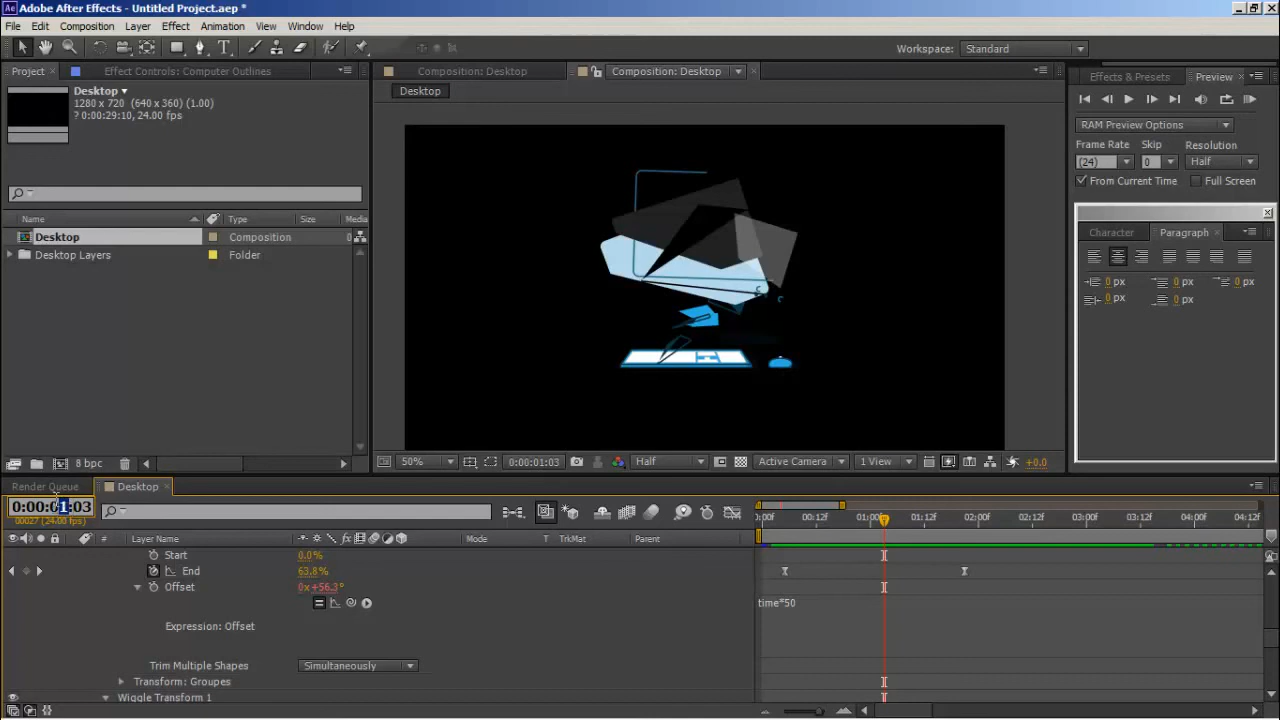 Adobe After Effects - Untitled Project.aep *
File Edit Composition Layer Effect Animation View Window Help
Workspace: Standard
Project Effect Controls: Computer Outlines
Composition: Desktop Composition: Desktop
Effects & Presets Preview
Desktop
1280 x 720 (640 x 360) (1.00)
? 0:00:29:10, 24.00 fps
Desktop
RAM Preview Options
Frame Rate Skip Resolution
(24) 0 Half
From Current Time Full Screen
Name Type Size Media
Desktop Composition 0
Desktop Layers Folder
Character Paragraph
0 px 0 px 0 px
0 px 0 px
8 bpc
50% 0:00:01:03 Half Active Camera 1 View +0.0
Render Queue Desktop
0:00:01:03
00027 (24.00 fps)
:00f 00:12f 01:00f 01:12f 02:00f 02:12f 03:00f 03:12f 04:00f 04:12f
# Layer Name Mode T TrkMat Parent
Start 0.0%
End 63.8%
Offset 0x +56.3°
time*50
Expression: Offset
Trim Multiple Shapes Simultaneously
Transform: Groupes
Wiggle Transform 1